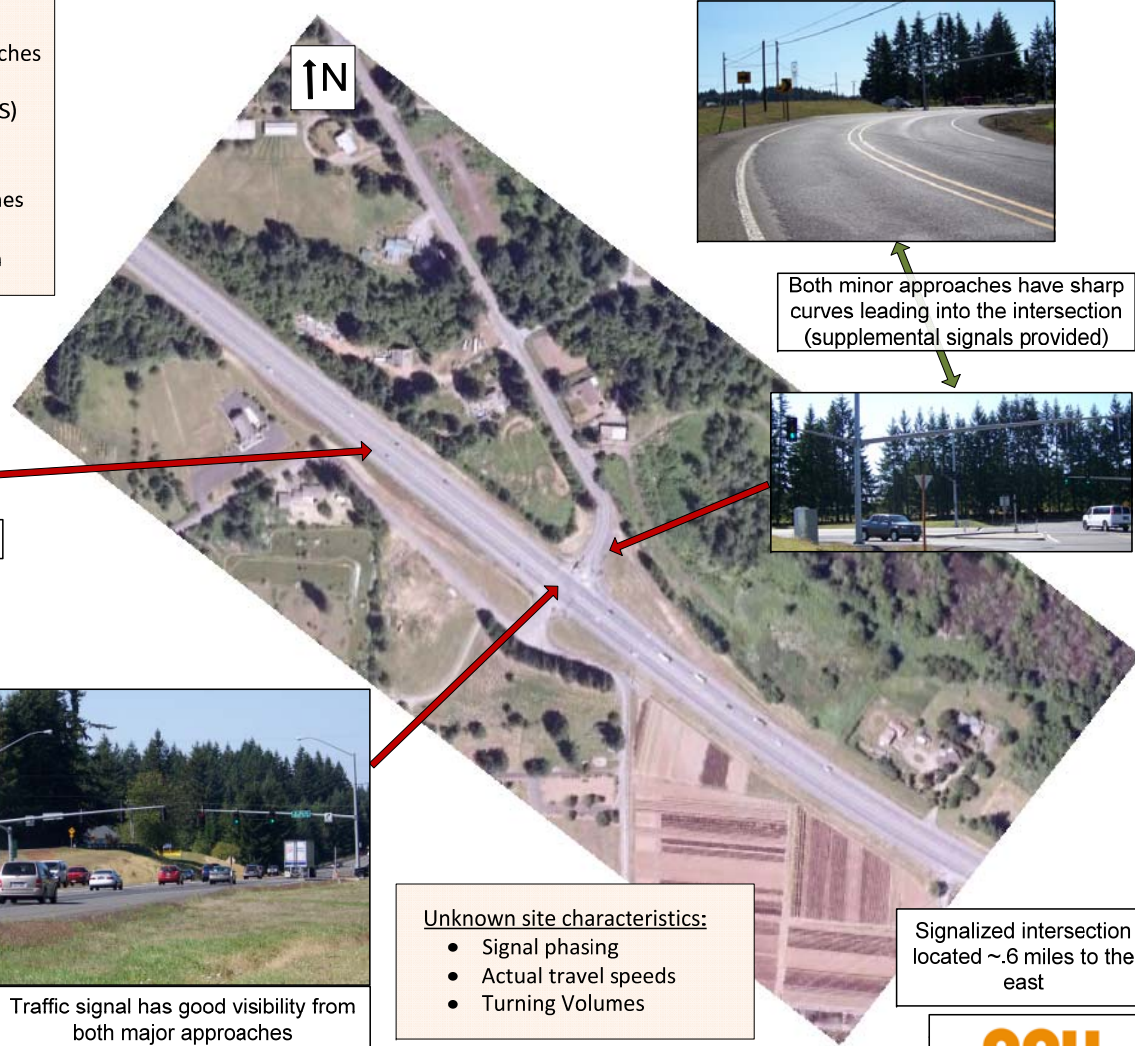 ches
S)
nes
N
Both minor approaches have sharp
curves leading into the intersection
(supplemental signals provided)
Unknown site characteristics:
• Signal phasing
• Actual travel speeds
• Turning Volumes
Signalized intersection
located ~.6 miles to the
east
Traffic signal has good visibility from
both major approaches